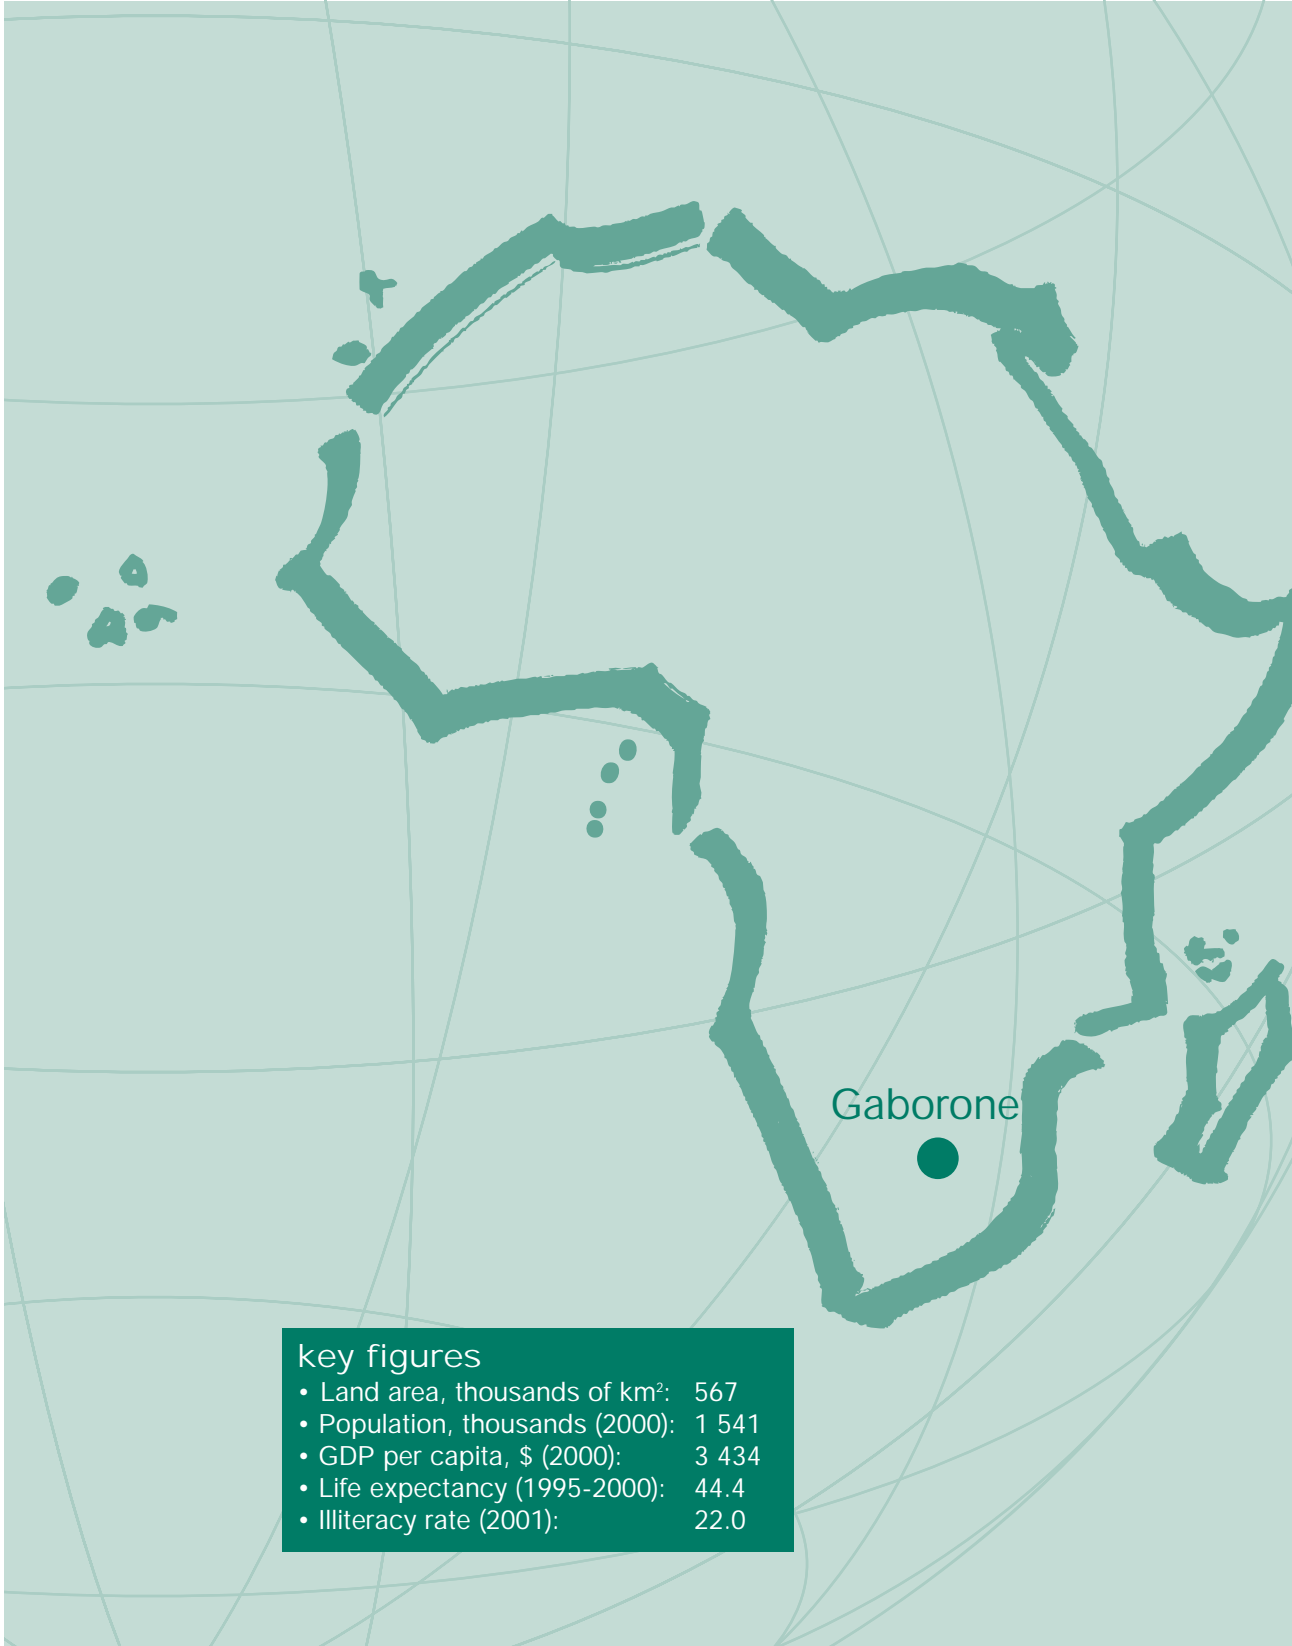 Gaborone
key figures
• Land area, thousands of km²: 567
• Population, thousands (2000): 1 541
• GDP per capita, $ (2000): 3 434
• Life expectancy (1995-2000): 44.4
• Illiteracy rate (2001): 22.0